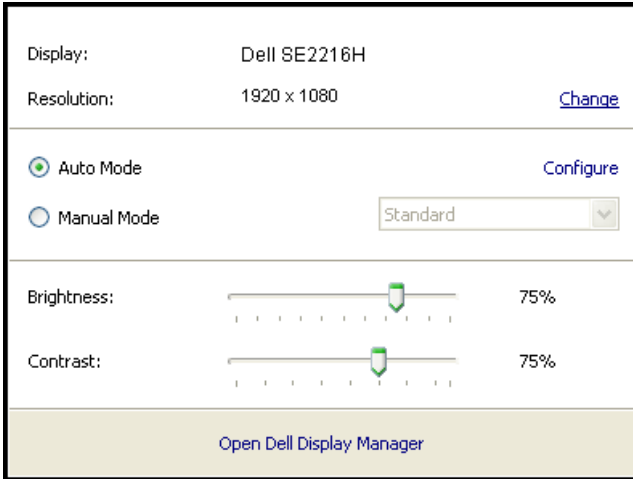 Display: Dell SE2216H
Resolution: 1920 x 1080 Change
Auto Mode Configure
Manual Mode Standard
Brightness: 75%
Contrast: 75%
Open Dell Display Manager